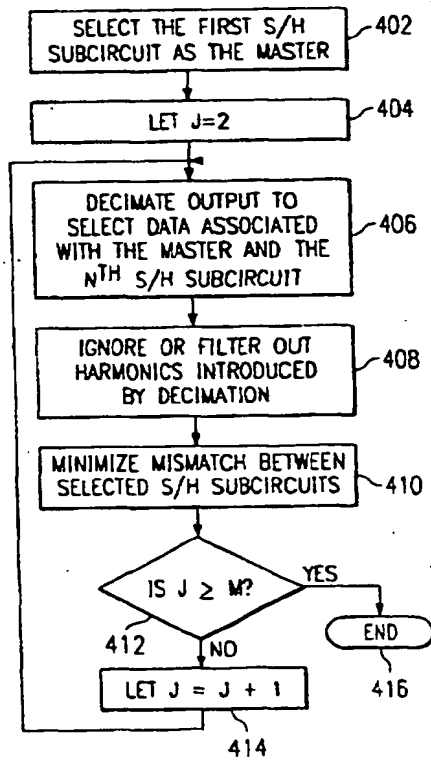 SELECT THE FIRST S/H
SUBCIRCUIT AS THE MASTER
402
LET J=2
404
DECIMATE OUTPUT TO
SELECT DATA ASSOCIATED
WITH THE MASTER AND THE
NTH S/H SUBCIRCUIT
406
IGNORE OR FILTER OUT
HARMONICS INTRODUCED
BY DECIMATION
408
MINIMIZE MISMATCH BETWEEN
SELECTED S/H SUBCIRCUITS
410
IS J ≥ M?
YES
412
NO
END
416
LET J = J + 1
414